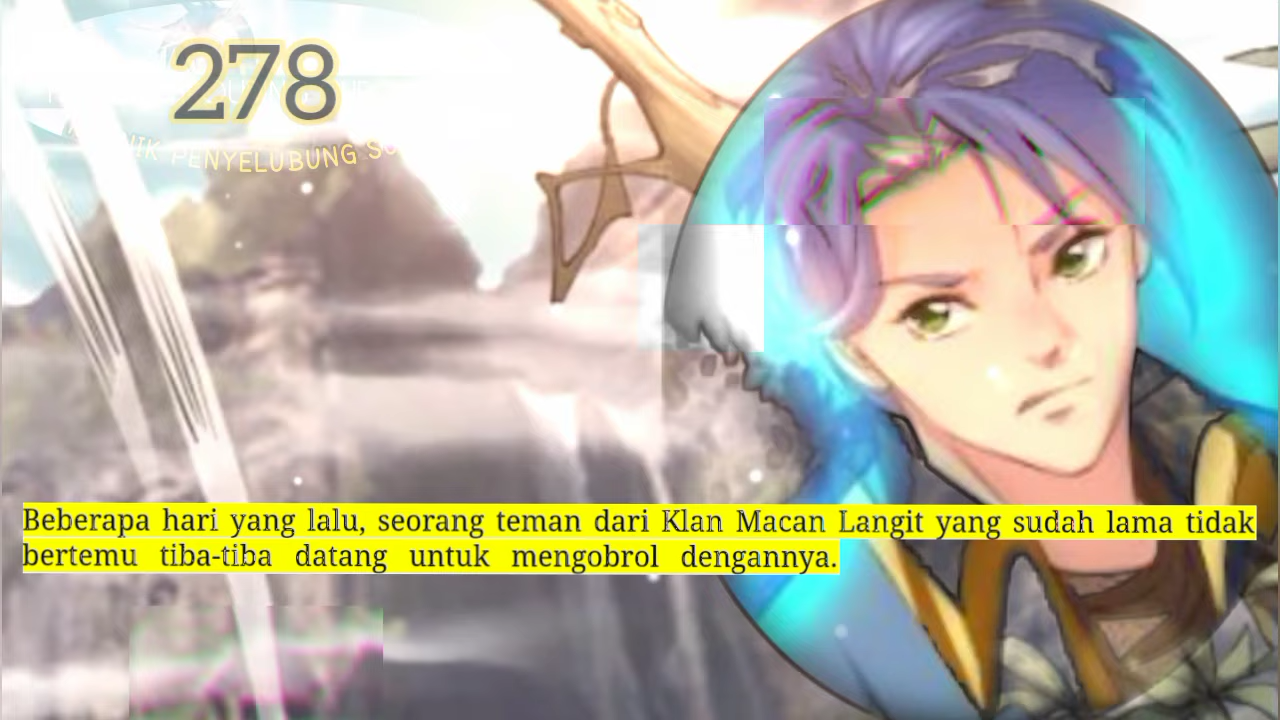 278
PENYELUBUNG
Beberapa hari yang lalu, seorang teman dari Klan Macan Langit yang sudah lama tidak
bertemu tiba-tiba datang untuk mengobrol dengannya.